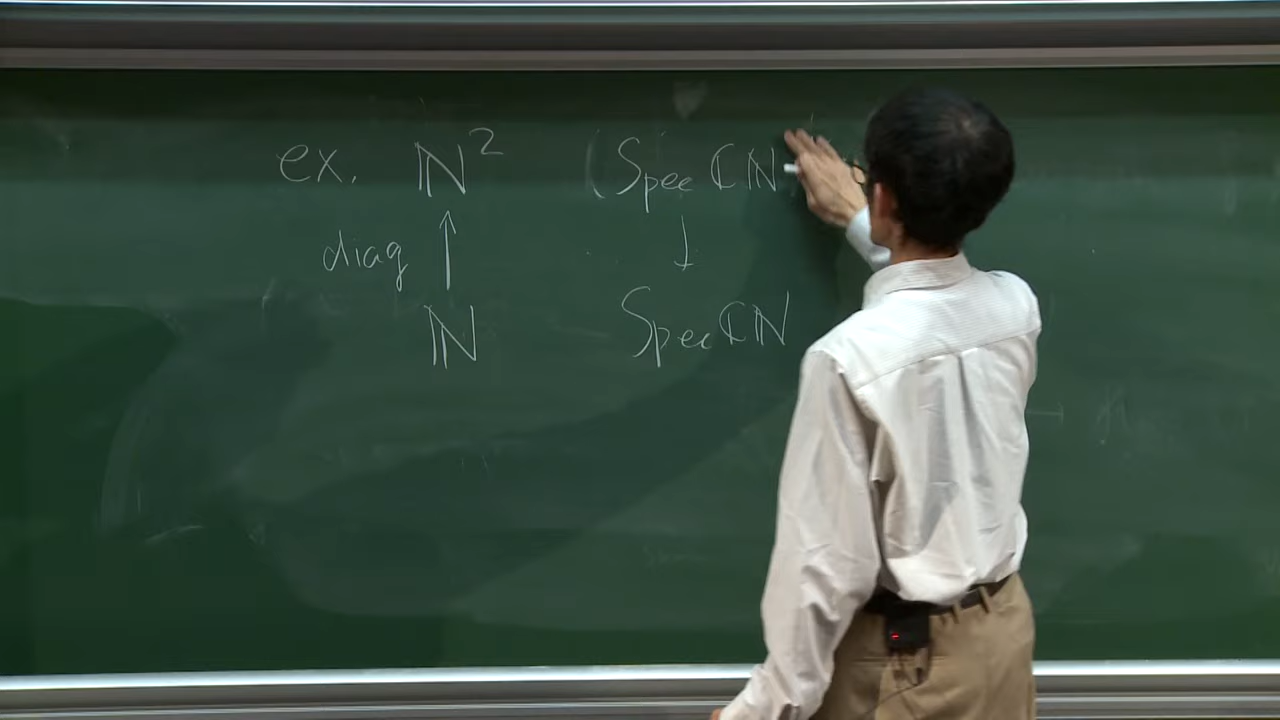 ex. ℕ² (Spec ℂℕ
diag ↑ ↓
ℕ Spec ℂℕ